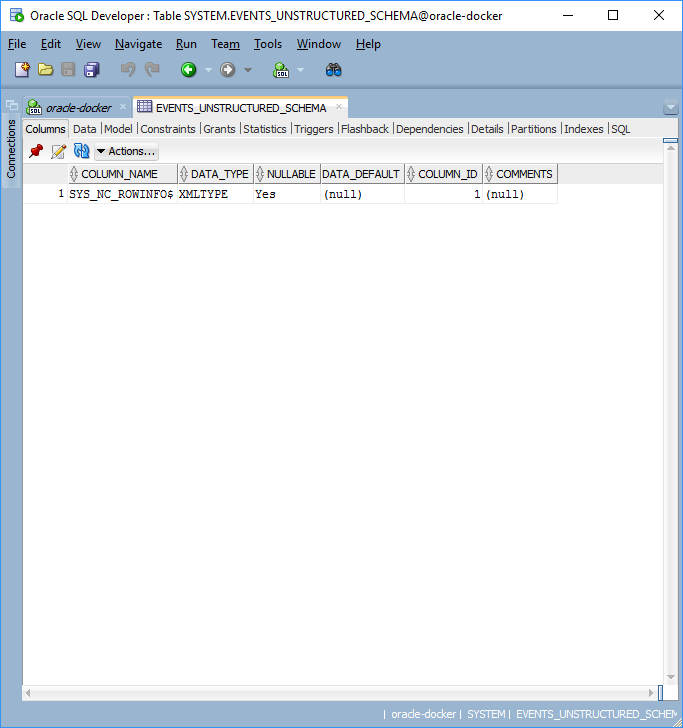 Oracle SQL Developer : Table SYSTEM.EVENTS_UNSTRUCTURED_SCHEMA@oracle-docker
File Edit View Navigate Run Team Tools Window Help
SQL
Connections
SQL oracle-docker EVENTS_UNSTRUCTURED_SCHEMA
Columns Data Model Constraints Grants Statistics Triggers Flashback Dependencies Details Partitions Indexes SQL
Actions...
COLUMN_NAME DATA_TYPE NULLABLE DATA_DEFAULT COLUMN_ID COMMENTS
1 SYS_NC_ROWINFO$ XMLTYPE Yes (null) 1 (null)
| oracle-docker | SYSTEM | EVENTS_UNSTRUCTURED_SCHEM